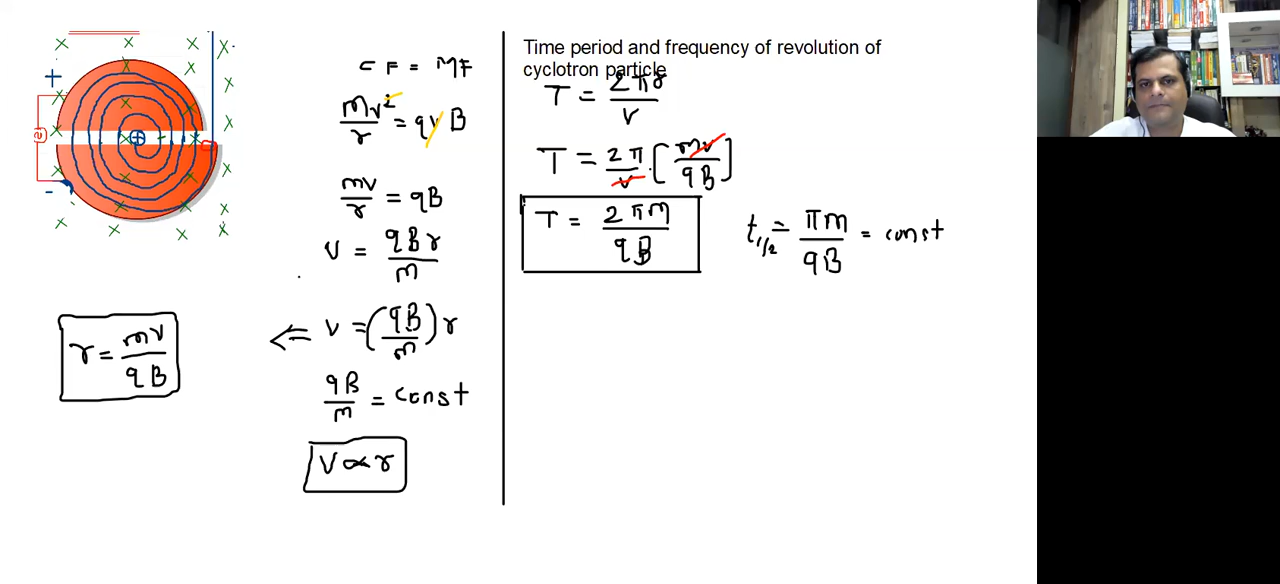 +
-
C F = MF
mv²/r = qvB
mv/r = qB
v = qBr/m
⇐ v = (qB/m) r
qB/m = const
v ∝ r
r = mv/qB
Time period and frequency of revolution of
cyclotron particle
T = 2πr/v
T = 2π/v · [mv/qB]
T = 2πm/qB
t1/2 = πm/qB = const